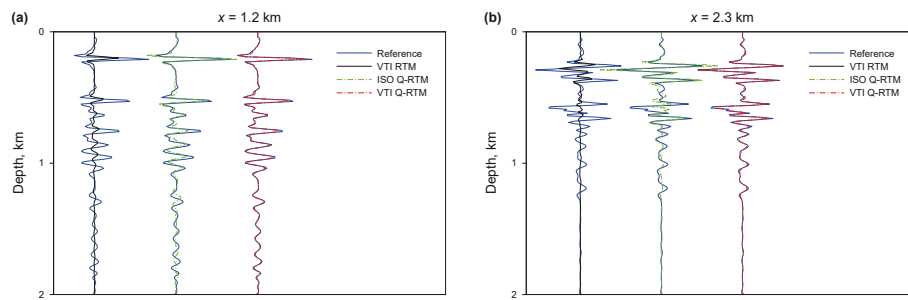 (a)
x = 1.2 km
0
1
2
Depth, km
Reference
VTI RTM
ISO Q-RTM
VTI Q-RTM
(b)
x = 2.3 km
0
1
2
Depth, km
Reference
VTI RTM
ISO Q-RTM
VTI Q-RTM